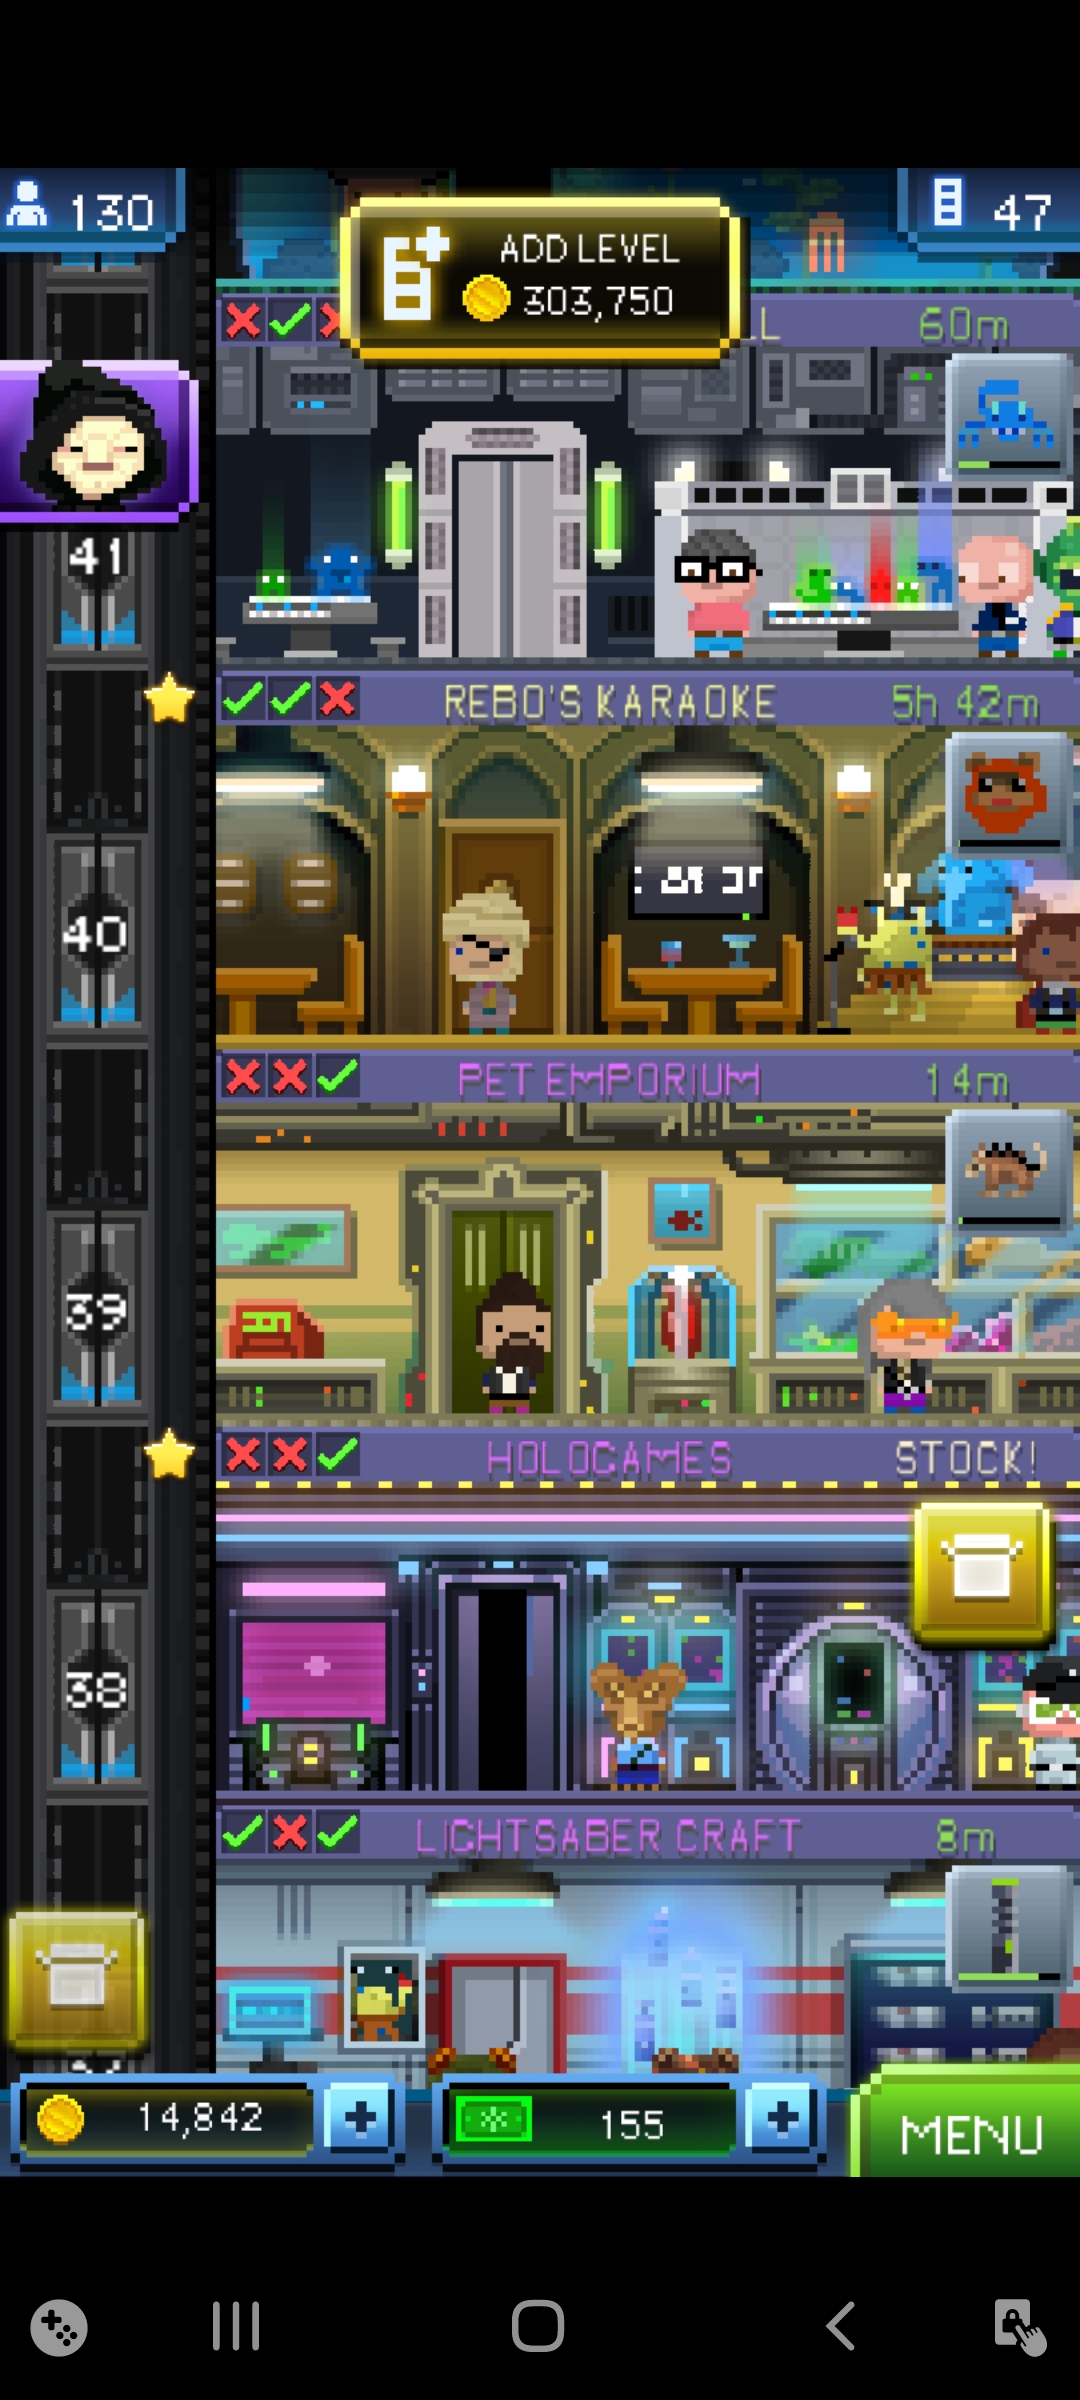 130
47
ADD LEVEL
303,750
60m
41
REBO'S KARAOKE
5h 42m
40
PET EMPORIUM
14m
39
HOLOGAMES
STOCK!
38
LIGHTSABER CRAFT
8m
14,842
155
MENU